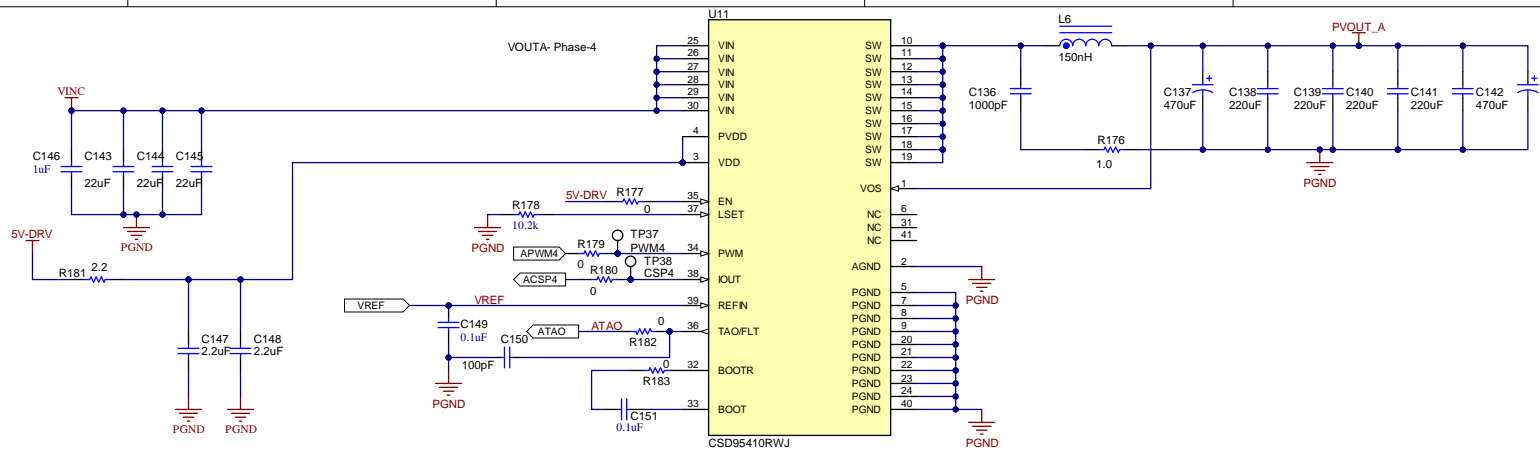 U11
VOUTA- Phase-4
L6
150nH
PVOUT_A
VINC
25 VIN
26 VIN
27 VIN
28 VIN
29 VIN
30 VIN
4 PVDD
3 VDD
35 EN
37 LSET
34 PWM
38 IOUT
39 REFIN
36 TAO/FLT
32 BOOTR
33 BOOT
SW 10
SW 11
SW 12
SW 13
SW 14
SW 15
SW 16
SW 17
SW 18
SW 19
VOS 1
NC 6
NC 31
NC 41
AGND 2
PGND 5
PGND 7
PGND 8
PGND 9
PGND 20
PGND 21
PGND 22
PGND 23
PGND 24
PGND 40
CSD95410RWJ
C136
1000pF
R176
1.0
C137
470uF
C138
220uF
C139
220uF
C140
220uF
C141
220uF
C142
470uF
PGND
PGND
PGND
C146
1uF
C143
22uF
C144
22uF
C145
22uF
PGND
5V-DRV
R181
2.2
C147
2.2uF
C148
2.2uF
PGND
PGND
5V-DRV
R177
0
R178
10.2k
PGND
APWM4
R179
0
TP37
PWM4
ACSP4
R180
0
TP38
CSP4
VREF
VREF
C149
0.1uF
ATAO
ATAO
0
R182
C150
100pF
PGND
0
R183
C151
0.1uF